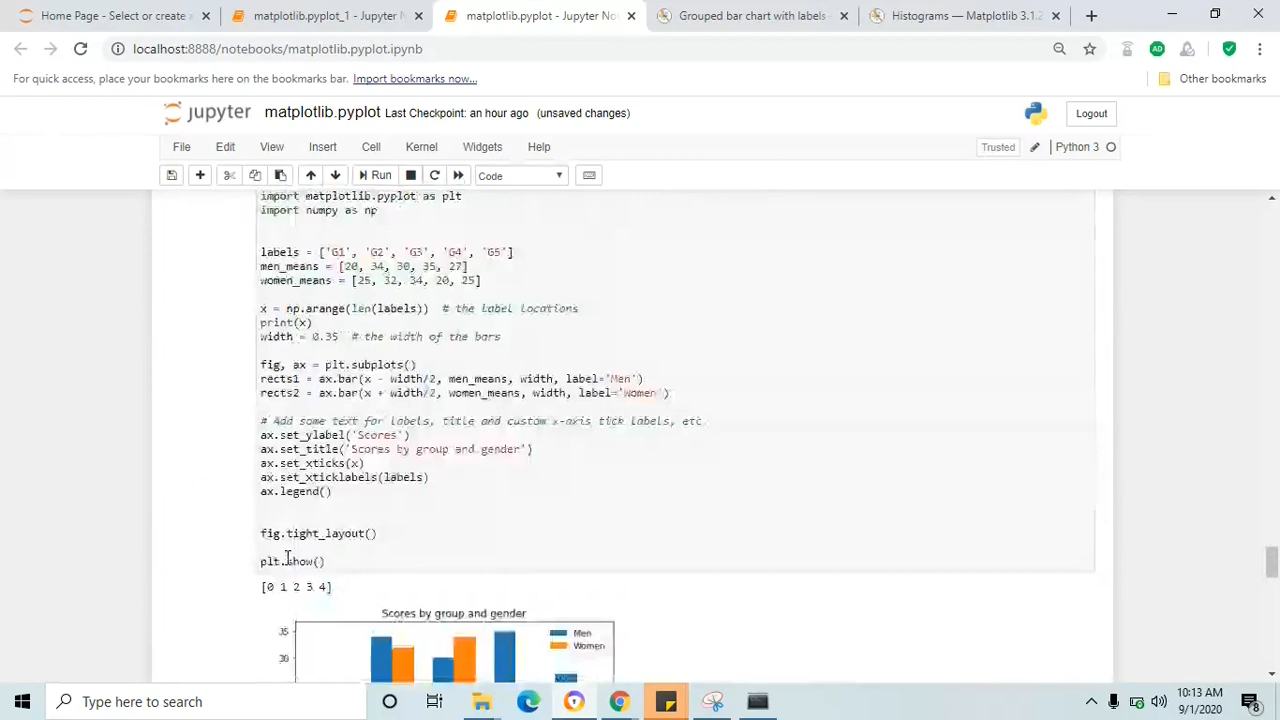 Home Page - Select or create
matplotlib.pyplot_1 - Jupyter N
matplotlib.pyplot - Jupyter No
Grouped bar chart with labels
Histograms — Matplotlib 3.1.2
localhost:8888/notebooks/matplotlib.pyplot.ipynb
For quick access, place your bookmarks here on the bookmarks bar. Import bookmarks now...
Other bookmarks
jupyter matplotlib.pyplot Last Checkpoint: an hour ago (unsaved changes)
Logout
File Edit View Insert Cell Kernel Widgets Help
Trusted Python 3
Run Code
import matplotlib.pyplot as plt
import numpy as np
labels = ['G1', 'G2', 'G3', 'G4', 'G5']
men_means = [20, 34, 30, 35, 27]
women_means = [25, 32, 34, 20, 25]
x = np.arange(len(labels)) # the label locations
print(x)
width = 0.35 # the width of the bars
fig, ax = plt.subplots()
rects1 = ax.bar(x - width/2, men_means, width, label='Men')
rects2 = ax.bar(x + width/2, women_means, width, label='Women')
# Add some text for labels, title and custom x-axis tick labels, etc
ax.set_ylabel('Scores')
ax.set_title('Scores by group and gender")
ax.set_xticks(x)
ax.set_xticklabels(labels)
ax.legend()
fig.tight_layout()
plt.show()
[0 1 2 3 4]
Scores by group and gender
35
Men
Women
30
Type here to search
10:13 AM
9/1/2020
8